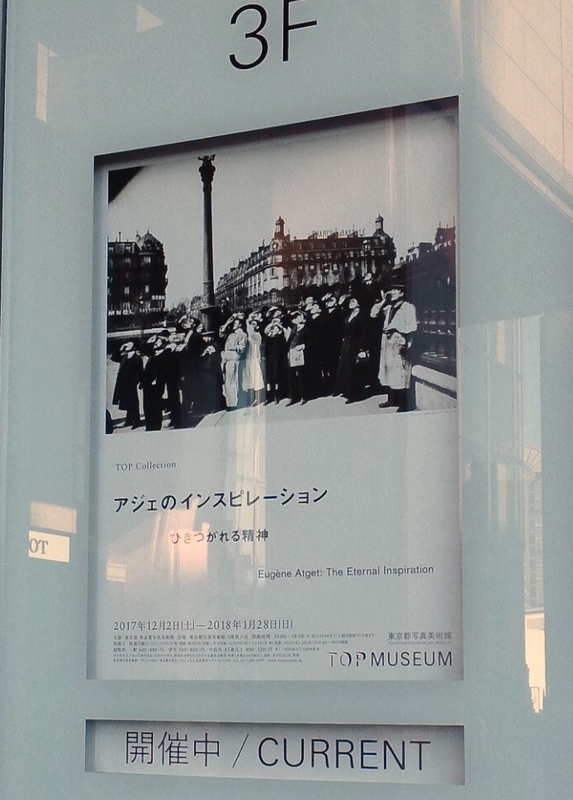 3F
TOP Collection
アジェのインスピレーション
ひきつがれる精神
Eugène Atget: The Eternal Inspiration
2017年12月2日[土]—2018年1月28日[日]
東京都写真美術館
TOP MUSEUM
開催中 / CURRENT
OT